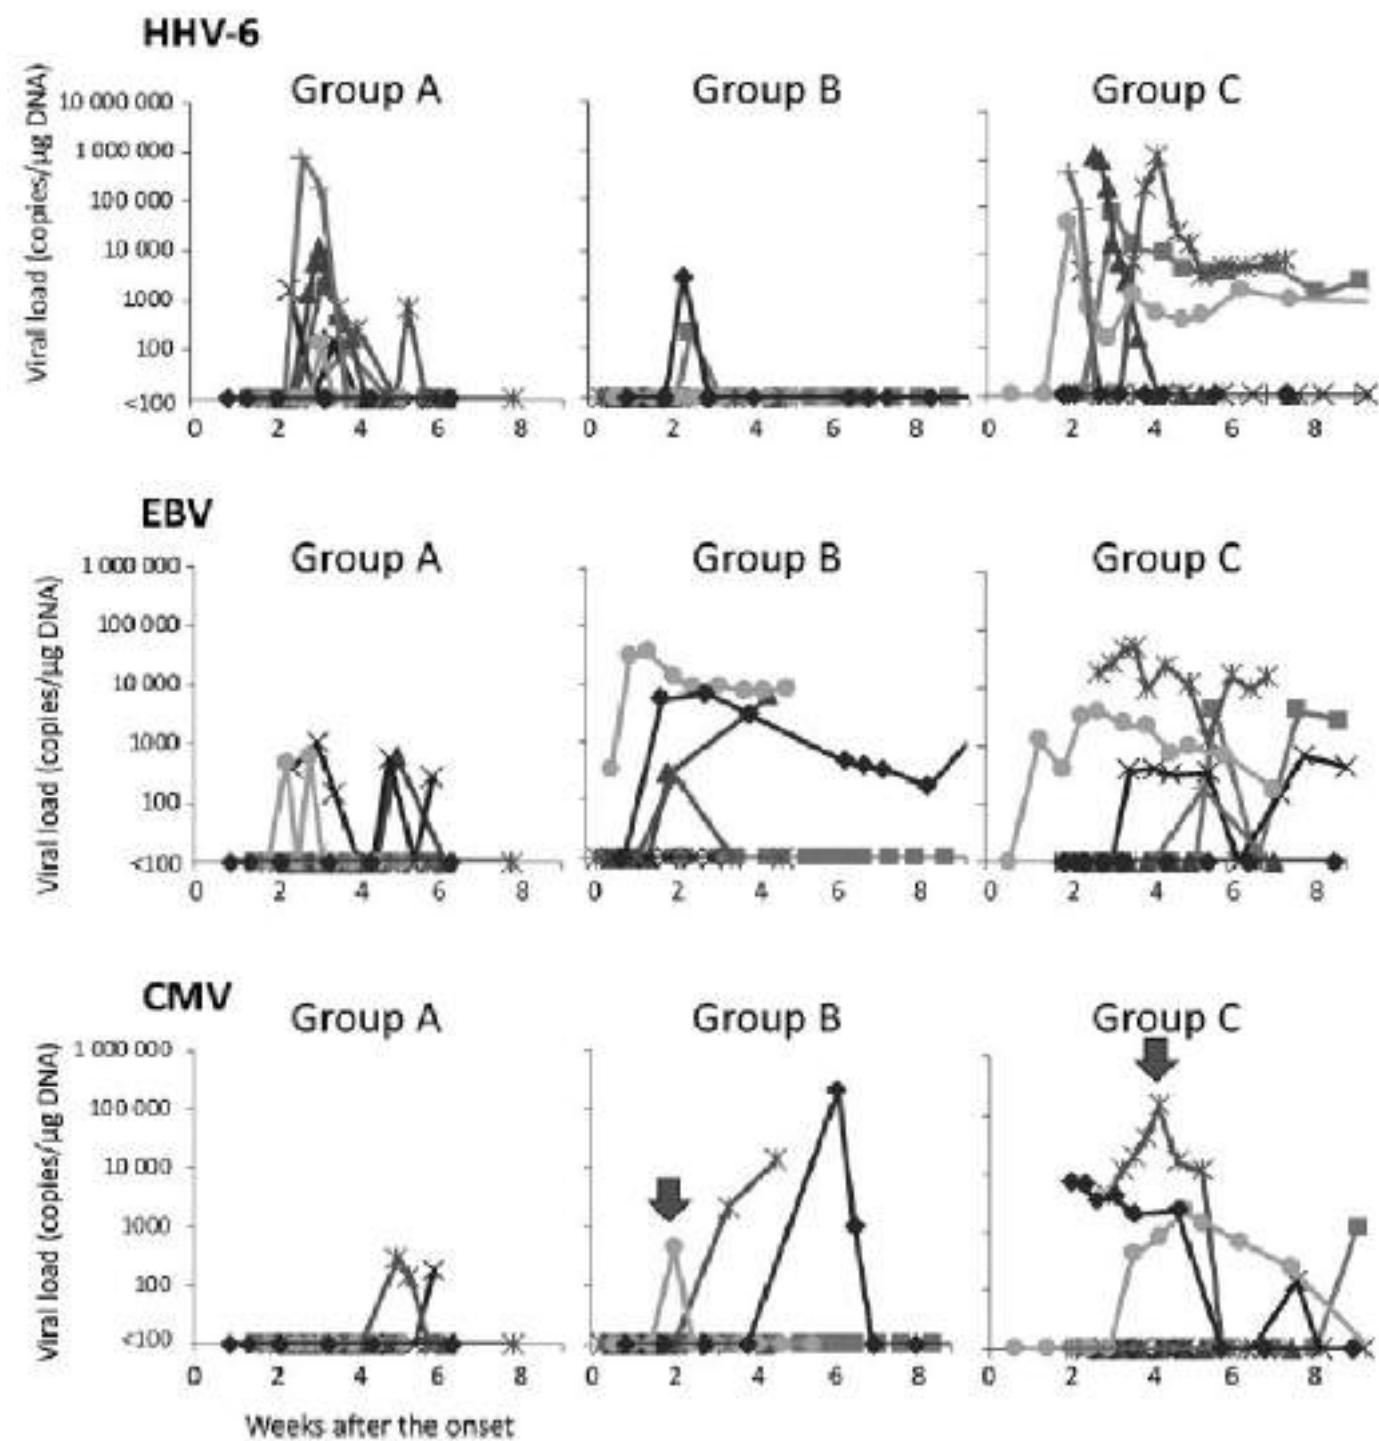 HHV-6
Group A Group B Group C
Viral load (copies/µg DNA)
10 000 000
1 000 000
100 000
10 000
1000
100
<100
0 2 4 6 8 0 2 4 6 8 0 2 4 6 8
EBV
Group A Group B Group C
Viral load (copies/µg DNA)
1 000 000
100 000
10 000
1000
100
<100
0 2 4 6 8 0 2 4 6 8 0 2 4 6 8
CMV
Group A Group B Group C
Viral load (copies/µg DNA)
1 000 000
100 000
10 000
1000
100
<100
0 2 4 6 8 0 2 4 6 8 0 2 4 6 8
Weeks after the onset